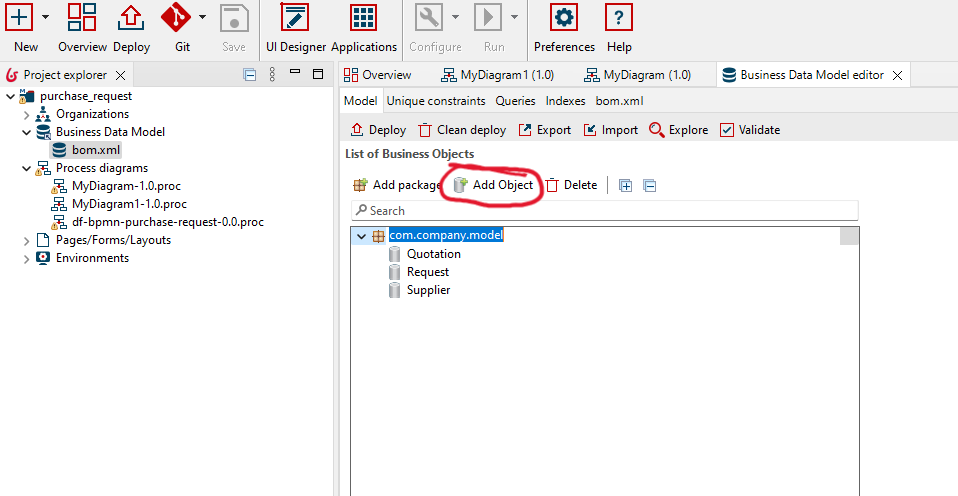 New Overview Deploy Git Save UI Designer Applications Configure Run Preferences Help
Project explorer
Overview MyDiagram1 (1.0) MyDiagram (1.0) Business Data Model editor
purchase_request
Organizations
Business Data Model
bom.xml
Process diagrams
MyDiagram-1.0.proc
MyDiagram1-1.0.proc
df-bpmn-purchase-request-0.0.proc
Pages/Forms/Layouts
Environments
Model Unique constraints Queries Indexes bom.xml
Deploy Clean deploy Export Import Explore Validate
List of Business Objects
Add package Add Object Delete
Search
com.company.model
Quotation
Request
Supplier